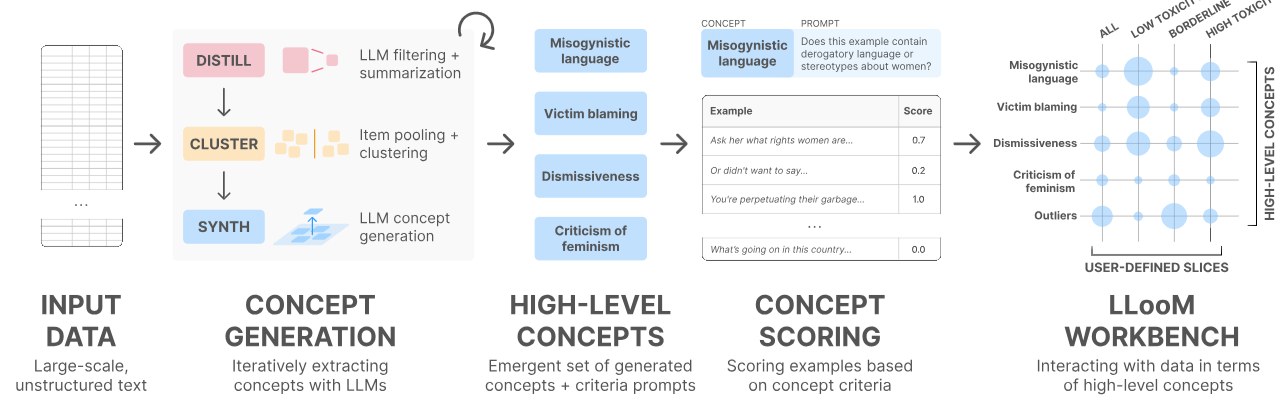 DISTILL
LLM filtering +
summarization
CLUSTER
Item pooling +
clustering
SYNTH
LLM concept
generation
...
Misogynistic
language
Victim blaming
Dismissiveness
Criticism of
feminism
CONCEPT
PROMPT
Misogynistic
language
Does this example contain
derogatory language or
stereotypes about women?
Example
Score
Ask her what rights women are...
0.7
Or didn't want to say...
0.2
You're perpetuating their garbage...
1.0
...
What's going on in this country...
0.0
ALL
LOW TOXICITY
BORDERLINE
HIGH TOXICITY
Misogynistic
language
Victim blaming
Dismissiveness
Criticism of
feminism
Outliers
HIGH-LEVEL CONCEPTS
USER-DEFINED SLICES
INPUT
DATA
Large-scale,
unstructured text
CONCEPT
GENERATION
Iteratively extracting
concepts with LLMs
HIGH-LEVEL
CONCEPTS
Emergent set of generated
concepts + criteria prompts
CONCEPT
SCORING
Scoring examples based
on concept criteria
LLooM
WORKBENCH
Interacting with data in terms
of high-level concepts